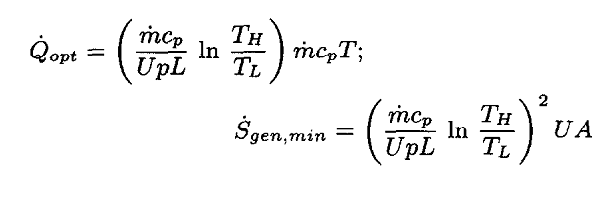 Q̇_opt = ( ṁc_p / UpL ln T_H / T_L ) ṁc_pT;
Ṡ_gen,min = ( ṁc_p / UpL ln T_H / T_L )^2 UA